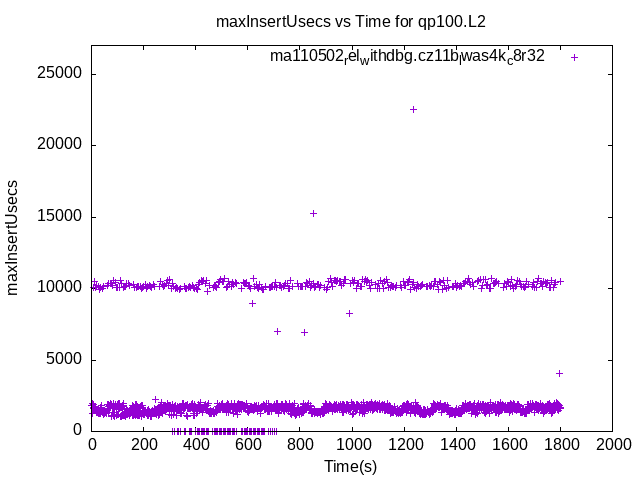 maxInsertUsecs vs Time for qp100.L2
ma110502relwithdbg.cz11blwas4kc8r32
25000
20000
15000
10000
5000
0
maxInsertUsecs
0 200 400 600 800 1000 1200 1400 1600 1800 2000
Time(s)